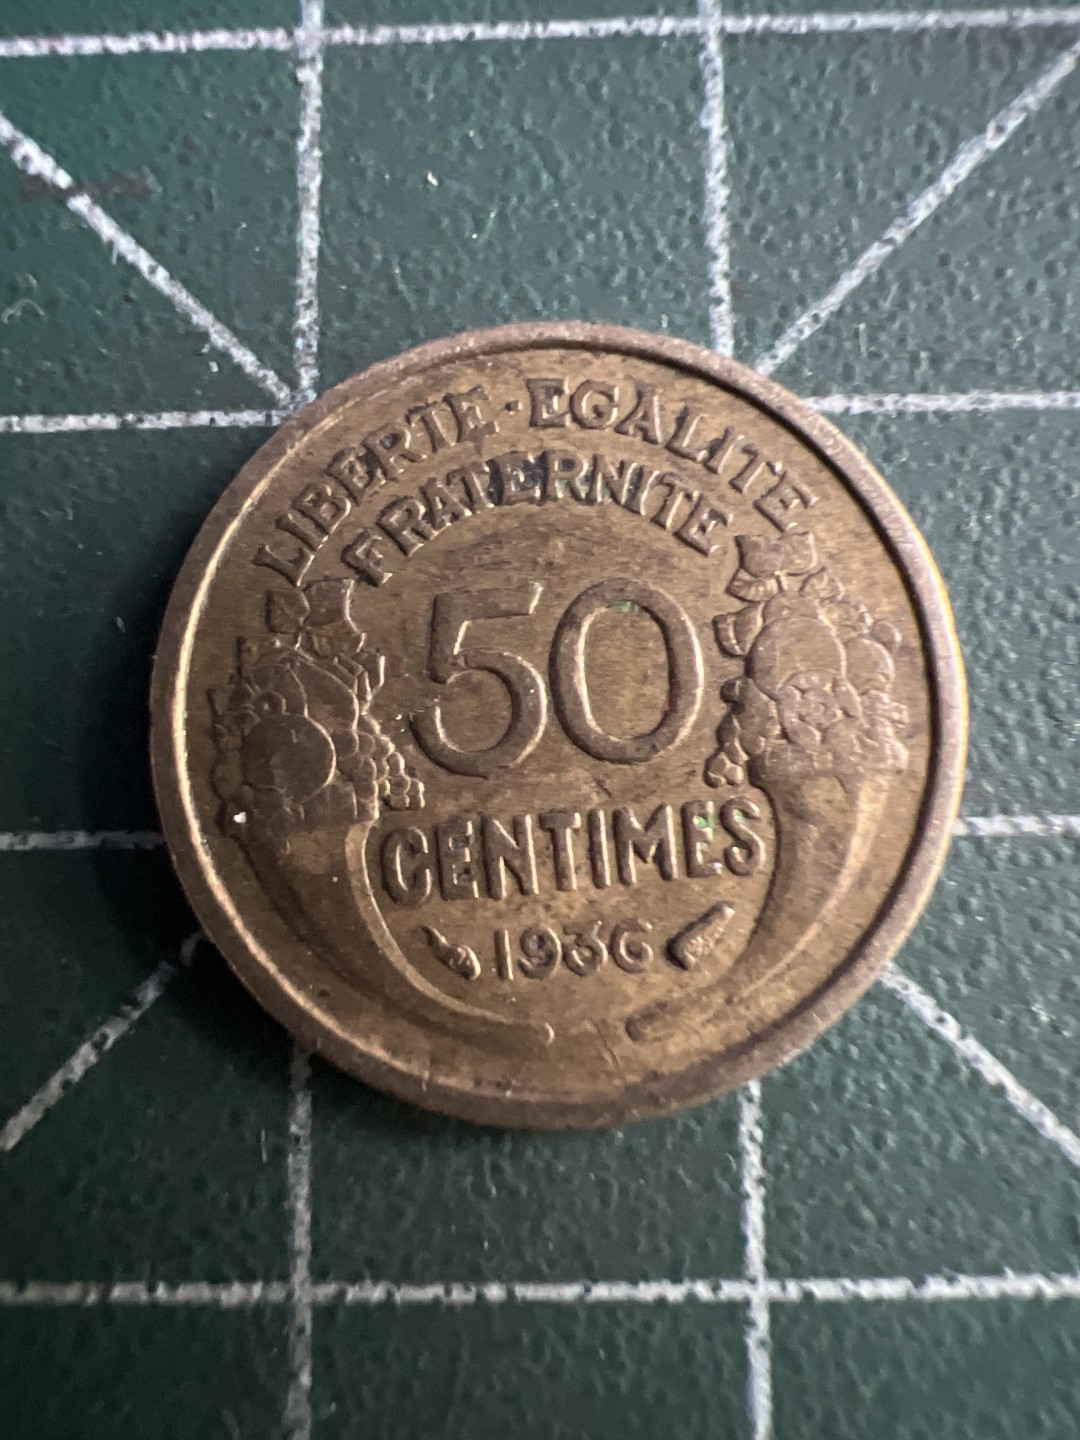 LIBERTE · EGALITE
FRATERNITE
50
CENTIMES
1936